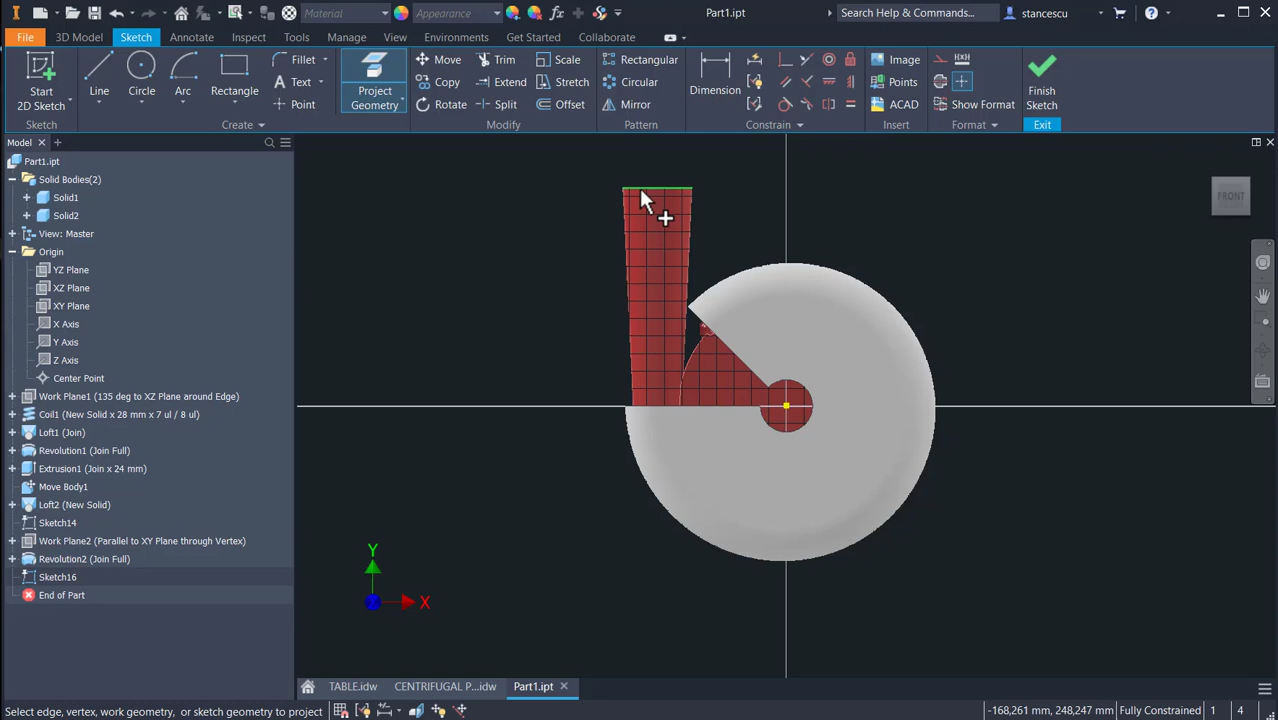 Material
Appearance
Part1.ipt
Search Help & Commands...
stancescu
File
3D Model
Sketch
Annotate
Inspect
Tools
Manage
View
Environments
Get Started
Collaborate
Start
2D Sketch
Line
Circle
Arc
Rectangle
Fillet
Text
Point
Project
Geometry
Move
Copy
Rotate
Trim
Extend
Split
Scale
Stretch
Offset
Rectangular
Circular
Mirror
Dimension
Image
Points
ACAD
Show Format
Finish
Sketch
Sketch
Create
Modify
Pattern
Constrain
Insert
Format
Exit
Model
Part1.ipt
Solid Bodies(2)
Solid1
Solid2
View: Master
Origin
YZ Plane
XZ Plane
XY Plane
X Axis
Y Axis
Z Axis
Center Point
Work Plane1 (135 deg to XZ Plane around Edge)
Coil1 (New Solid x 28 mm x 7 ul / 8 ul)
Loft1 (Join)
Revolution1 (Join Full)
Extrusion1 (Join x 24 mm)
Move Body1
Loft2 (New Solid)
Sketch14
Work Plane2 (Parallel to XY Plane through Vertex)
Revolution2 (Join Full)
Sketch16
End of Part
FRONT
Y
X
TABLE.idw
CENTRIFUGAL P...idw
Part1.ipt
Select edge, vertex, work geometry, or sketch geometry to project
-168,261 mm, 248,247 mm
Fully Constrained
1
4